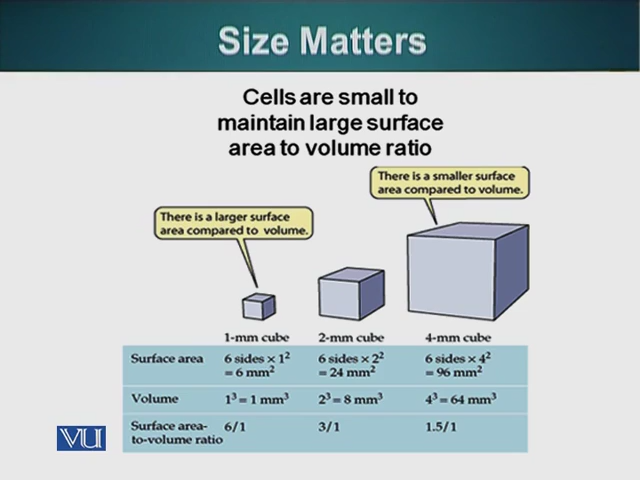 Size Matters
Cells are small to
maintain large surface
area to volume ratio
There is a smaller surface
area compared to volume.
There is a larger surface
area compared to volume.
1-mm cube 2-mm cube 4-mm cube
Surface area 6 sides × 1² 6 sides × 2² 6 sides × 4²
= 6 mm² = 24 mm² = 96 mm²
Volume 1³ = 1 mm³ 2³ = 8 mm³ 4³ = 64 mm³
Surface area- 6/1 3/1 1.5/1
to-volume ratio
VU